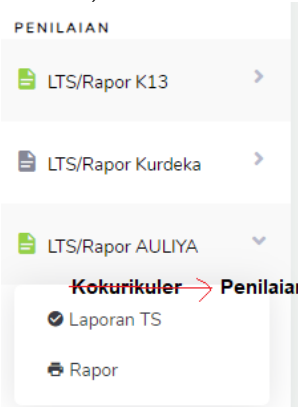 PENILAIAN
LTS/Rapor K13
LTS/Rapor Kurdeka
LTS/Rapor AULIYA
Kokurikuler Penilaian
Laporan TS
Rapor